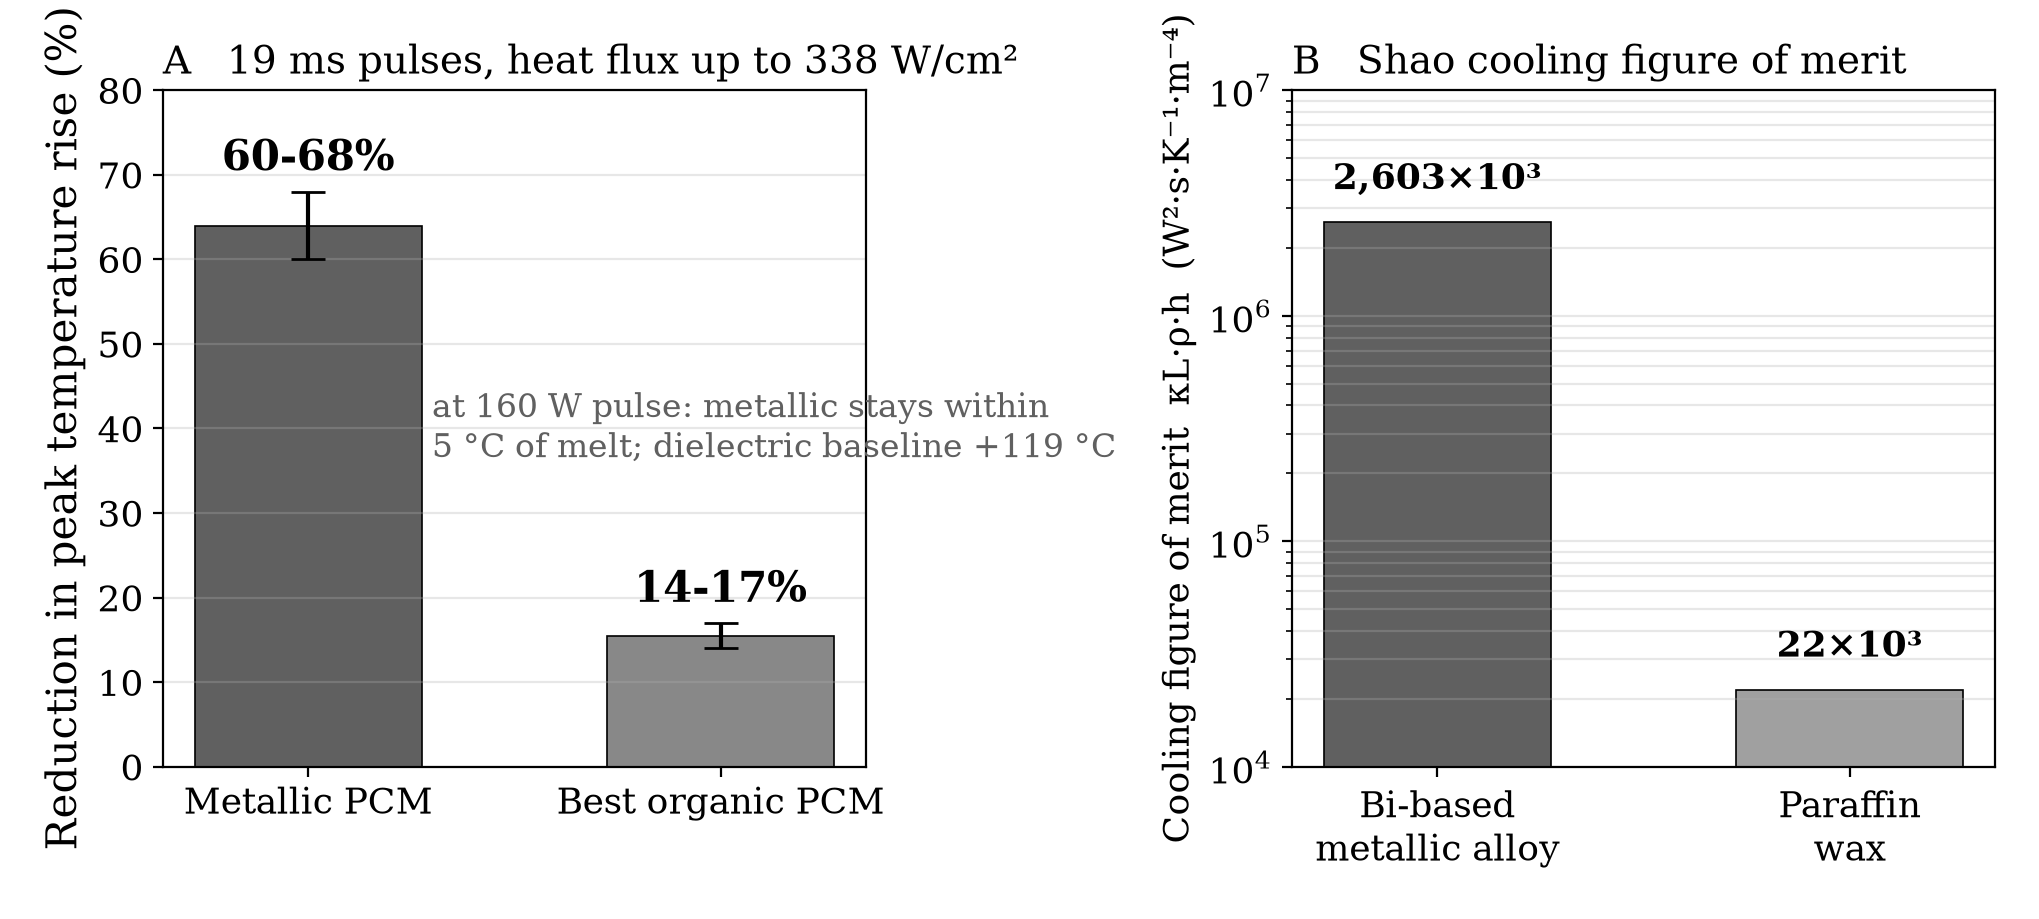 A 19 ms pulses, heat flux up to 338 W/cm²
Reduction in peak temperature rise (%)
80
70
60
50
40
30
20
10
0
60-68%
14-17%
at 160 W pulse: metallic stays within
5 °C of melt; dielectric baseline +119 °C
Metallic PCM
Best organic PCM
B Shao cooling figure of merit
Cooling figure of merit κL·ρ·h (W²·s·K⁻¹·m⁻⁴)
10⁷
10⁶
10⁵
10⁴
2,603×10³
22×10³
Bi-based
metallic alloy
Paraffin
wax